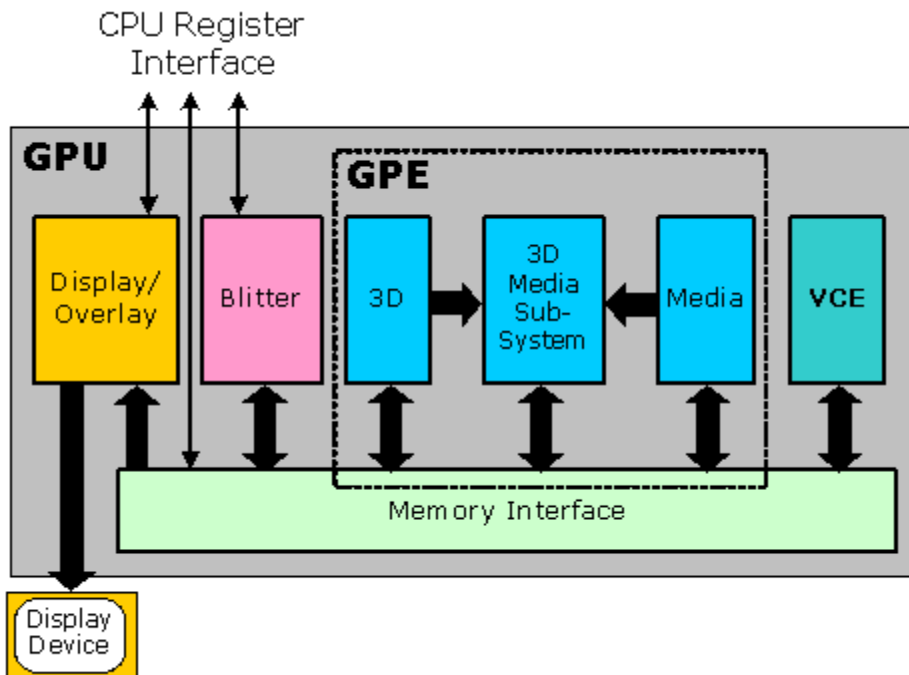 CPU Register
Interface
GPU
GPE
Display/
Overlay
Blitter
3D
3D
Media
Sub-
System
Media
VCE
Memory Interface
Display
Device